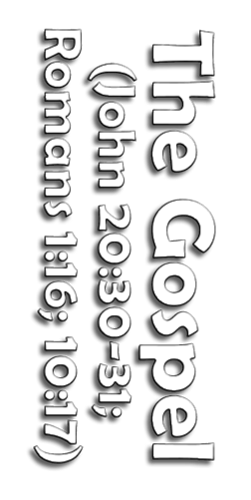 The Gospel
(John 20:30-31;
Romans 1:16; 10:17)